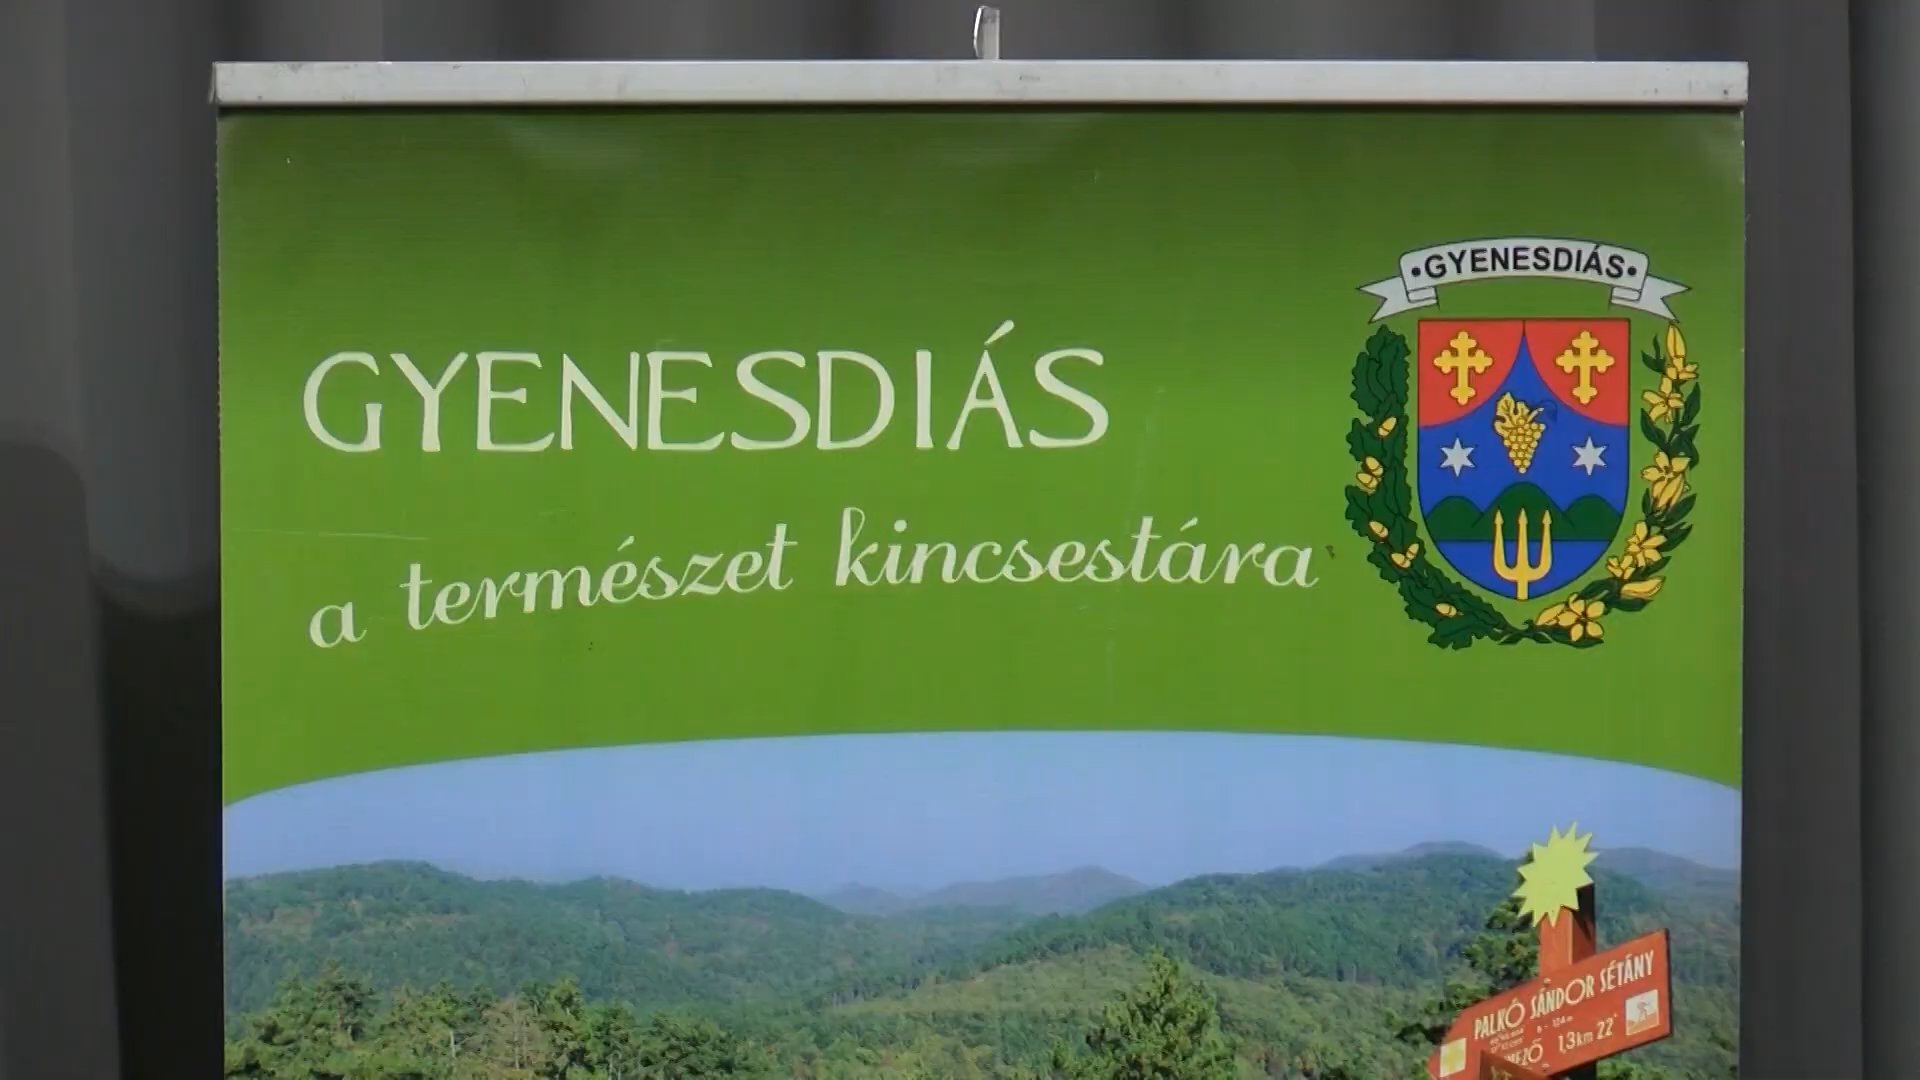 •GYENESDIÁS•
GYENESDIÁS
a természet kincsestára
PALKÓ SÁNDOR SÉTÁNY
1,3km 22'